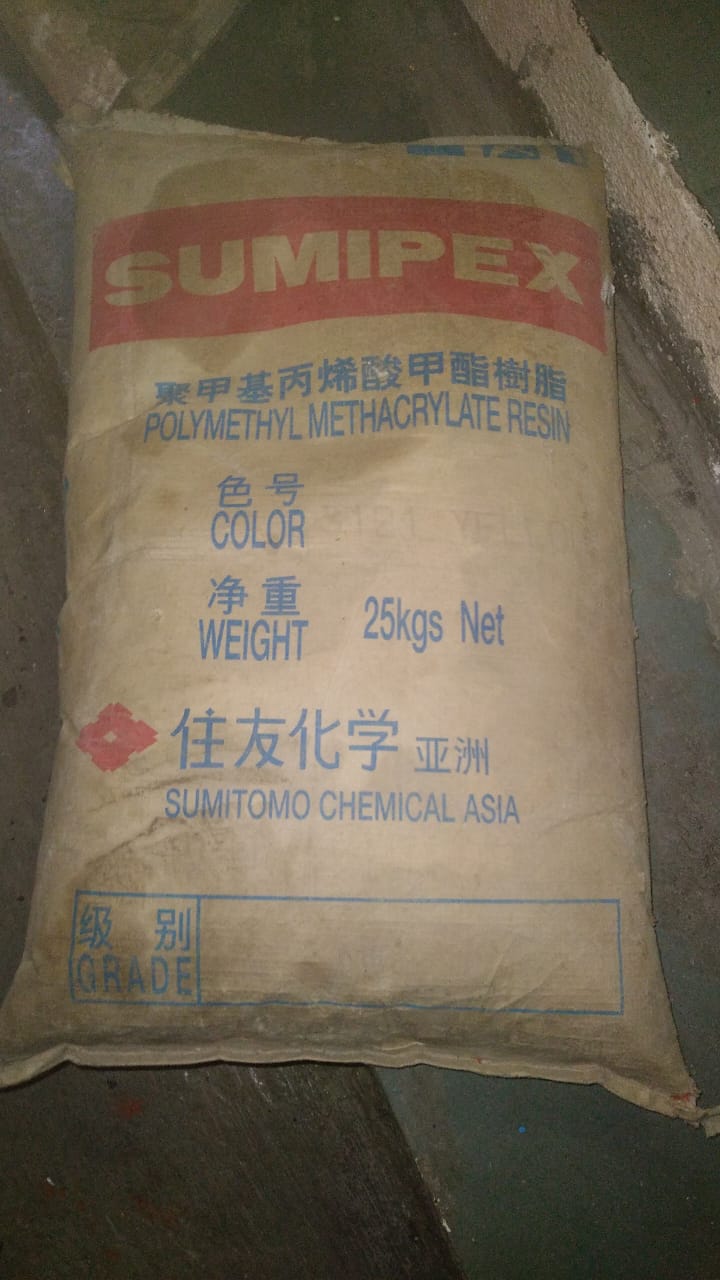 SUMIPEX
聚甲基丙烯酸甲酯樹脂
POLYMETHYL METHACRYLATE RESIN
色号
COLOR
净重
WEIGHT 25kgs Net
住友化学 亚洲
SUMITOMO CHEMICAL ASIA
级别
GRADE